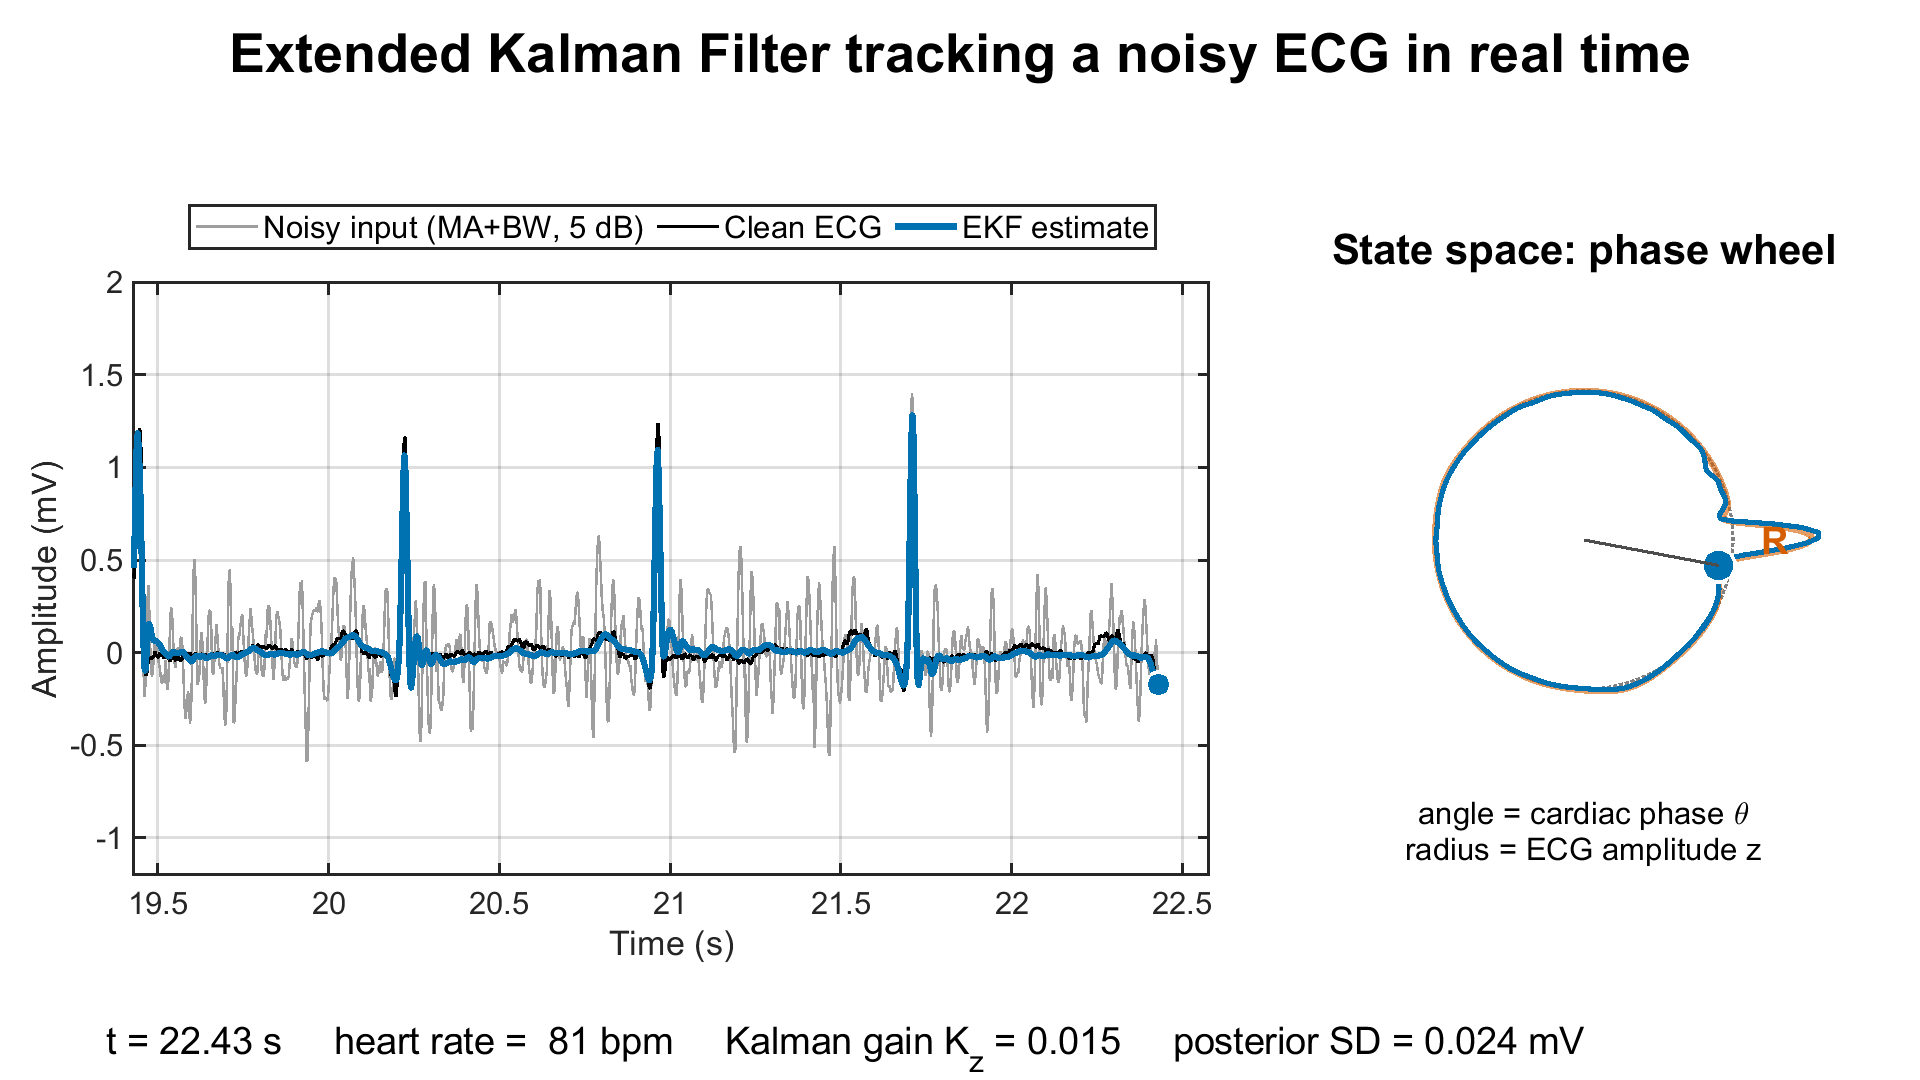 Extended Kalman Filter tracking a noisy ECG in real time
Noisy input (MA+BW, 5 dB) Clean ECG EKF estimate
State space: phase wheel
2
1.5
1
0.5
0
-0.5
-1
Amplitude (mV)
19.5 20 20.5 21 21.5 22 22.5
Time (s)
R
angle = cardiac phase θ
radius = ECG amplitude z
t = 22.43 s heart rate = 81 bpm Kalman gain K_z = 0.015 posterior SD = 0.024 mV